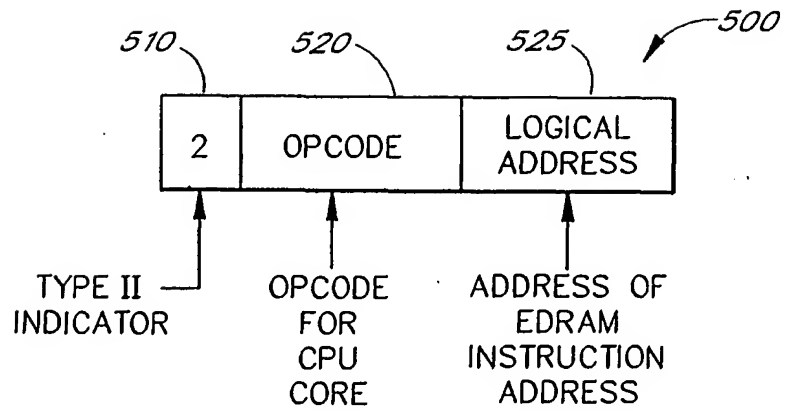 510
520
525
500
2
OPCODE
LOGICAL
ADDRESS
TYPE II
INDICATOR
OPCODE
FOR
CPU
CORE
ADDRESS OF
EDRAM
INSTRUCTION
ADDRESS